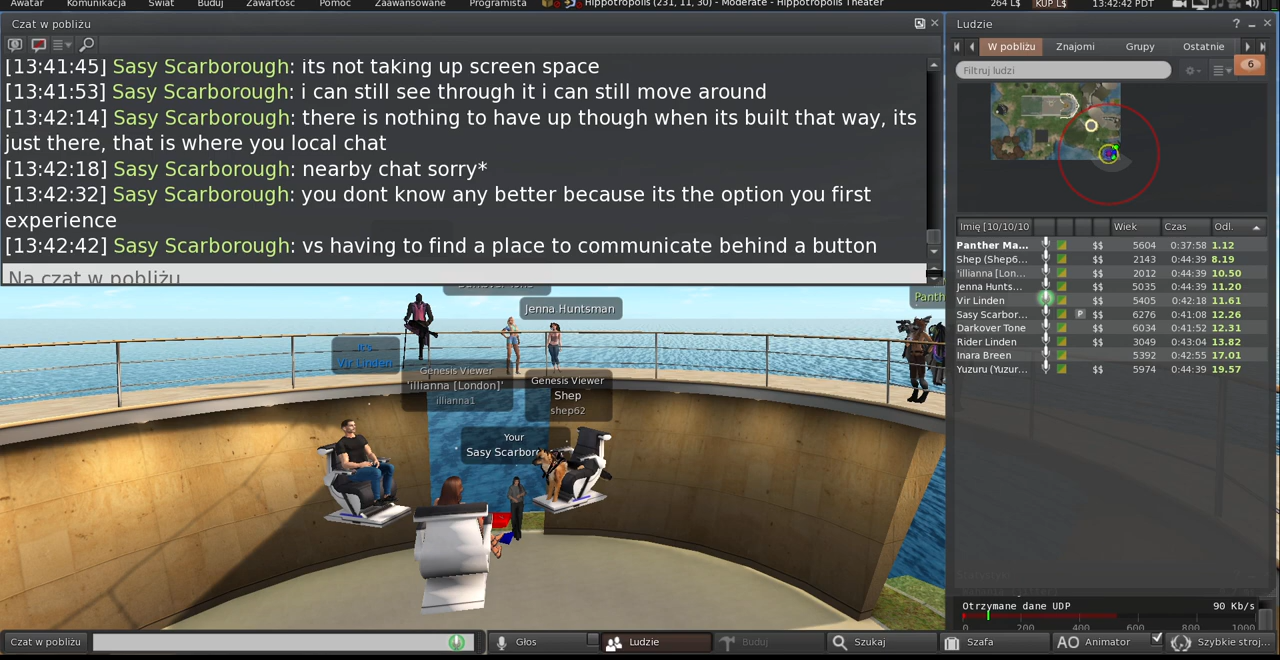 Awatar Komunikacja Świat Buduj Zawartość Pomoc Zaawansowane Programista Hippotropolis (231, 11, 30) - Moderate - Hippotropolis Theater 264 L$ KUP L$ 13:42:42 PDT
Czat w pobliżu
[13:41:45] Sasy Scarborough: its not taking up screen space
[13:41:53] Sasy Scarborough: i can still see through it i can still move around
[13:42:14] Sasy Scarborough: there is nothing to have up though when its built that way, its
just there, that is where you local chat
[13:42:18] Sasy Scarborough: nearby chat sorry*
[13:42:32] Sasy Scarborough: you dont know any better because its the option you first
experience
[13:42:42] Sasy Scarborough: vs having to find a place to communicate behind a button
Na czat w pobliżu
Ludzie
W pobliżu Znajomi Grupy Ostatnie
Filtruj ludzi
6
Imię [10/10/10 Wiek Czas Odl.
Panther Ma... $$ 5604 0:37:58 1.12
Shep (Shep6... $$ 2143 0:44:39 8.19
'illianna [Lon... $$ 2012 0:44:39 10.50
Jenna Hunts... $$ 5035 0:44:39 11.20
Vir Linden $$ 5405 0:42:18 11.61
Sasy Scarbor... P $$ 6276 0:41:08 12.26
Darkover Tone $$ 6034 0:41:52 12.31
Rider Linden $$ 3049 0:43:04 13.82
Inara Breen 5392 0:42:55 17.01
Yuzuru (Yuzur... $$ 5974 0:44:39 19.57
Otrzymane dane UDP 90 Kb/s
0 200 400 600 800 1000
Jenna Huntsman
Panth
It's
Vir Linden
Genesis Viewer
'illianna [London]'
illianna1
Genesis Viewer
Shep
shep62
Your
Sasy Scarboro
Czat w pobliżu Głos Ludzie Buduj Szukaj Szafa AO Animator Szybkie stroj...